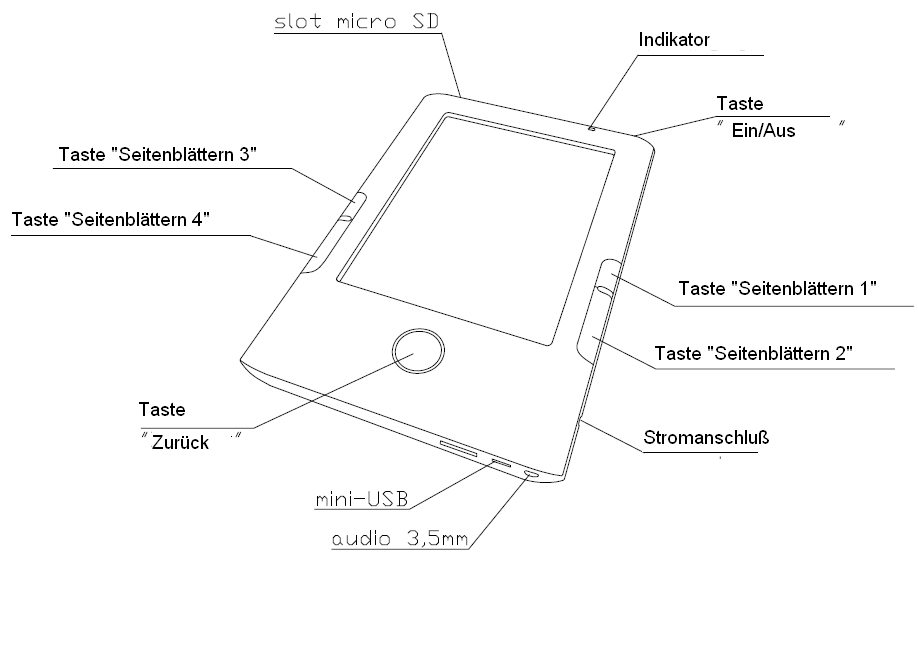 slot micro SD
Indikator
Taste
" Ein/Aus "
Taste "Seitenblättern 3"
Taste "Seitenblättern 4"
Taste "Seitenblättern 1"
Taste "Seitenblättern 2"
Taste
" Zurück "
Stromanschluß
mini-USB
audio 3,5mm